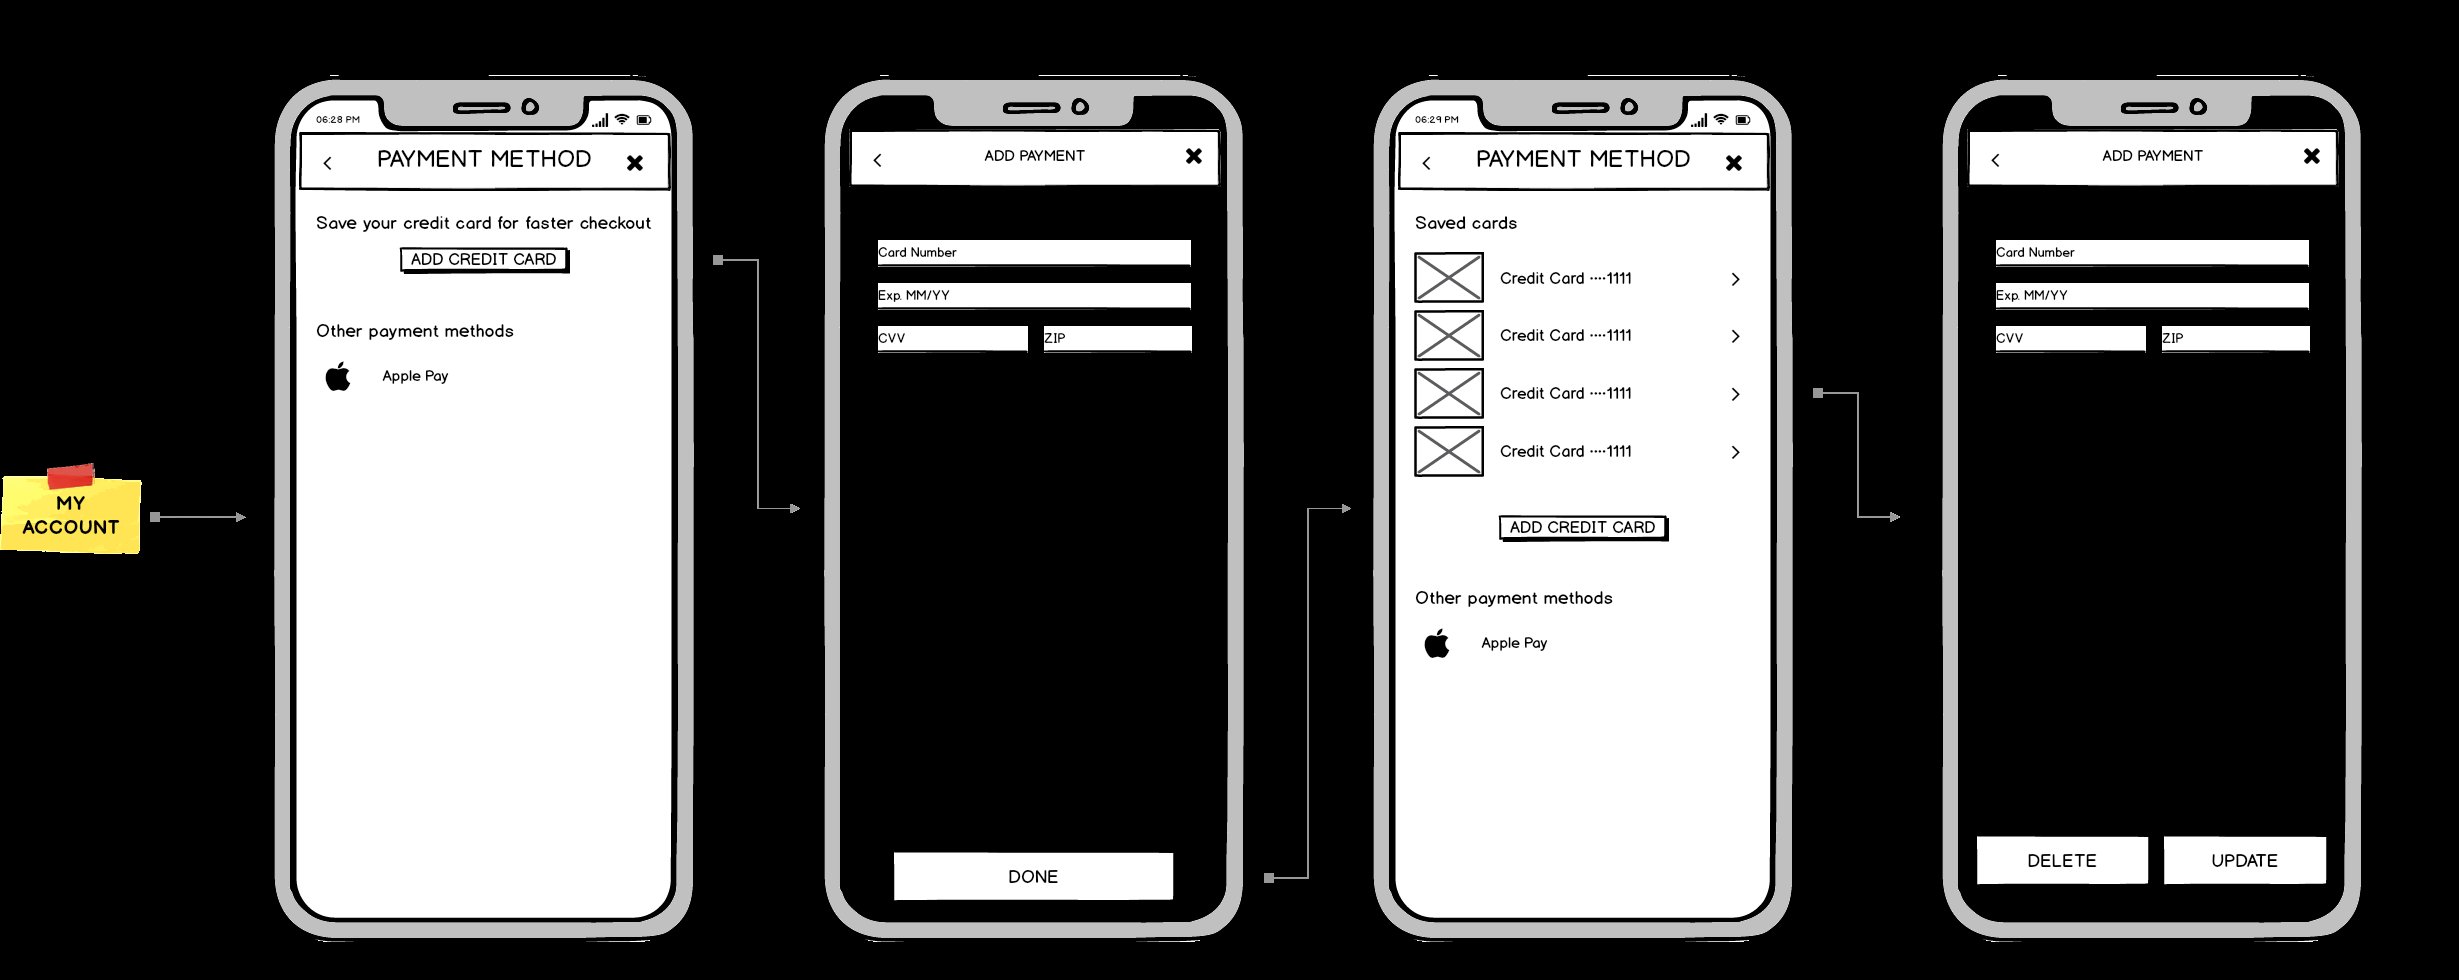 MY
ACCOUNT
06:28 PM
PAYMENT METHOD
Save your credit card for faster checkout
ADD CREDIT CARD
Other payment methods
Apple Pay
ADD PAYMENT
Card Number
Exp. MM/YY
CVV
ZIP
DONE
06:29 PM
PAYMENT METHOD
Saved cards
Credit Card ····1111
Credit Card ····1111
Credit Card ····1111
Credit Card ····1111
ADD CREDIT CARD
Other payment methods
Apple Pay
ADD PAYMENT
Card Number
Exp. MM/YY
CVV
ZIP
DELETE
UPDATE